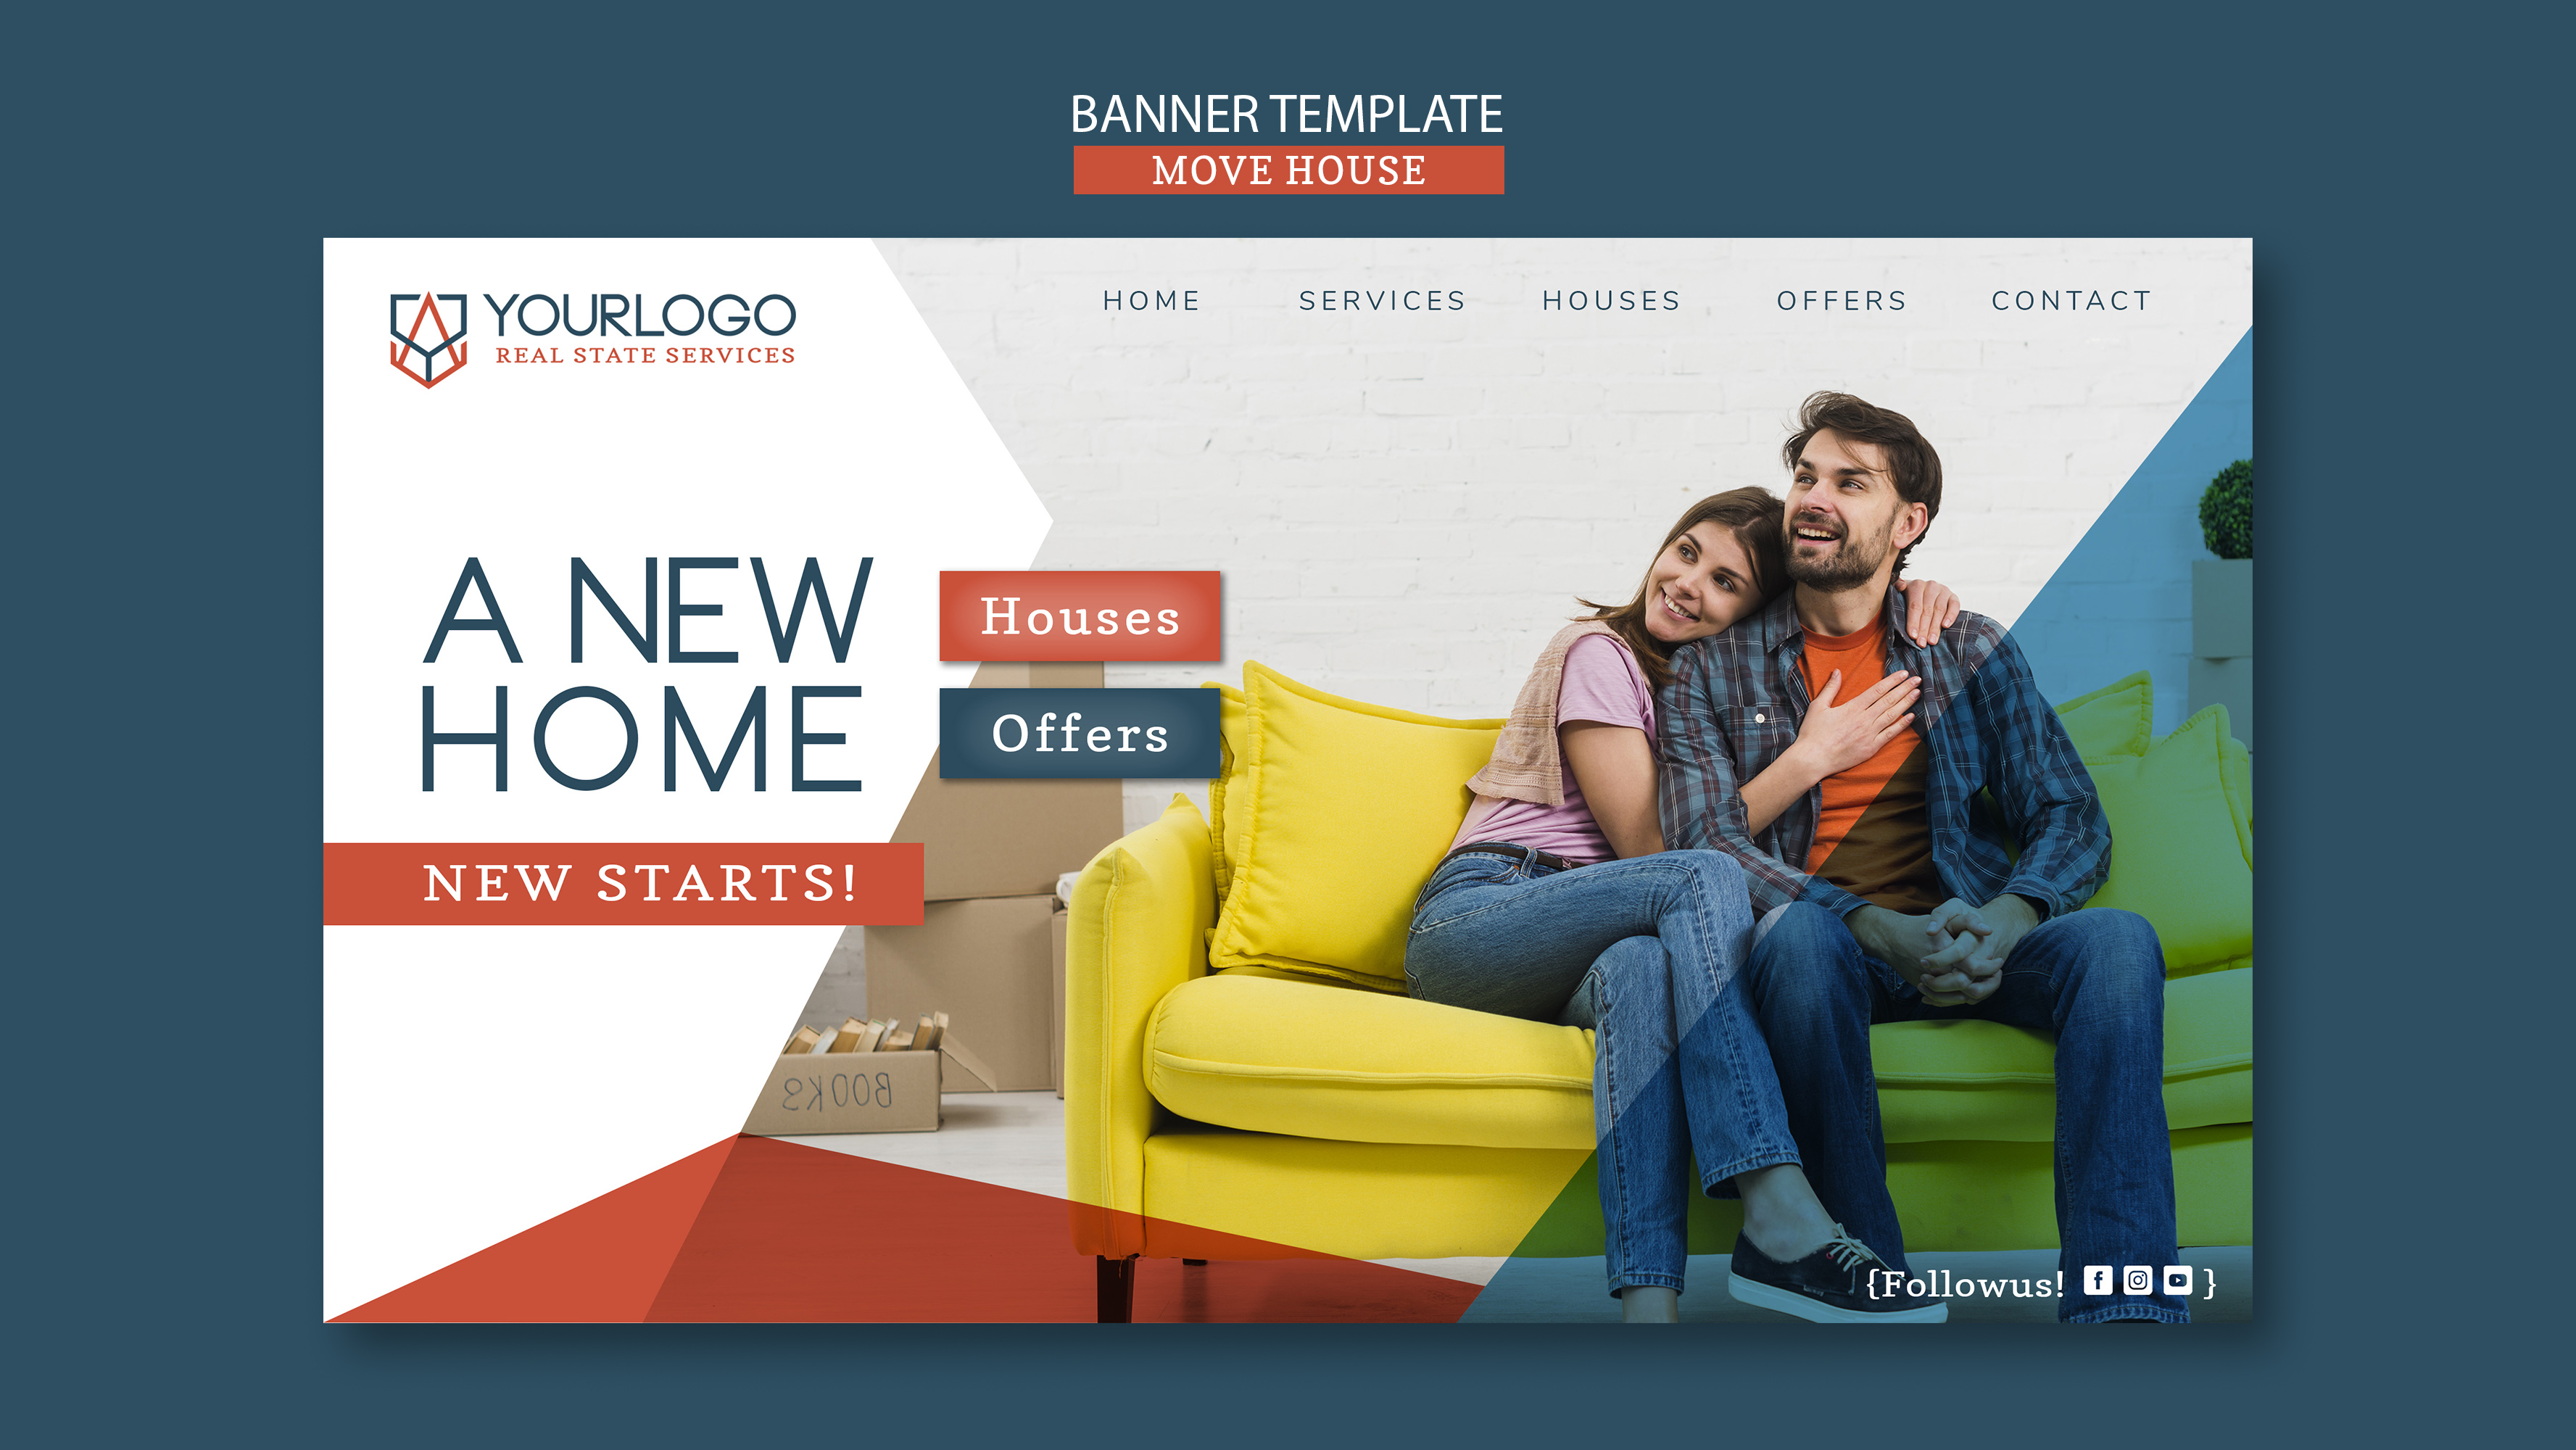 BANNER TEMPLATE
MOVE HOUSE
YOURLOGO
REAL STATE SERVICES
HOME SERVICES HOUSES OFFERS CONTACT
A NEW
HOME
Houses
Offers
NEW STARTS!
BOOKS
{Followus! }